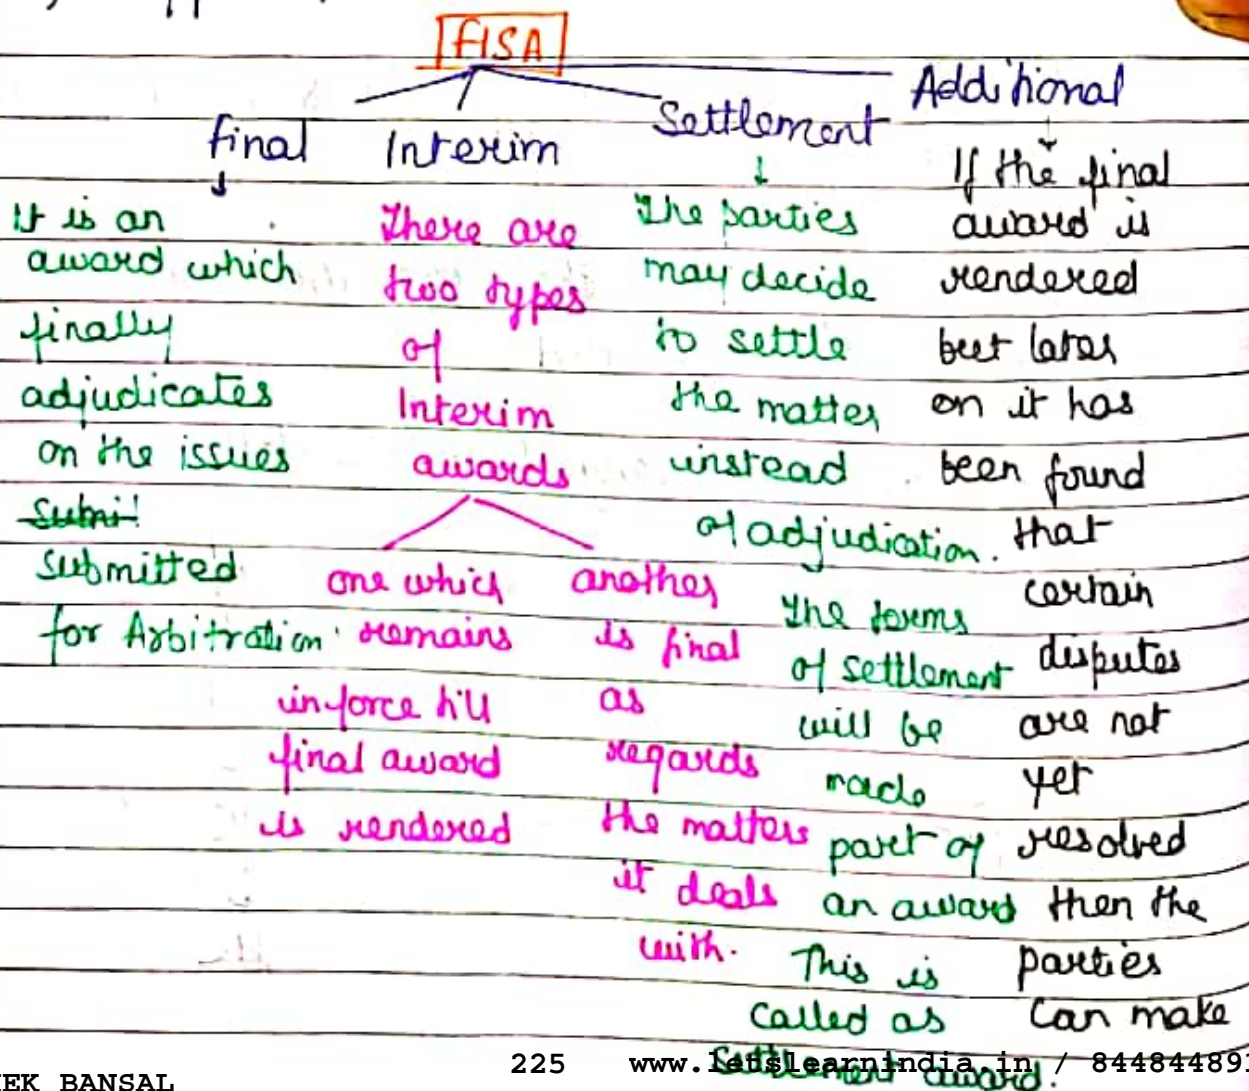 FISA
Final
It is an
award which
finally
adjudicates
on the issues
Submi
submitted
for Arbitration
Interim
There are
two types
of
Interim
awards
one which
remains
in force till
final award
is rendered
another
is final
as
regards
the matters
it deals
with.
Settlement
The parties
may decide
to settle
the matter
instead
of adjudication.
The terms
of settlement
will be
made
part of
an award
This is
called as
Settlement award.
Additional
If the final
award is
rendered
but later
on it has
been found
that
certain
disputes
are not
yet
resolved
then the
parties
can make
EK BANSAL
225
www.letslearnindia.in / 844844891